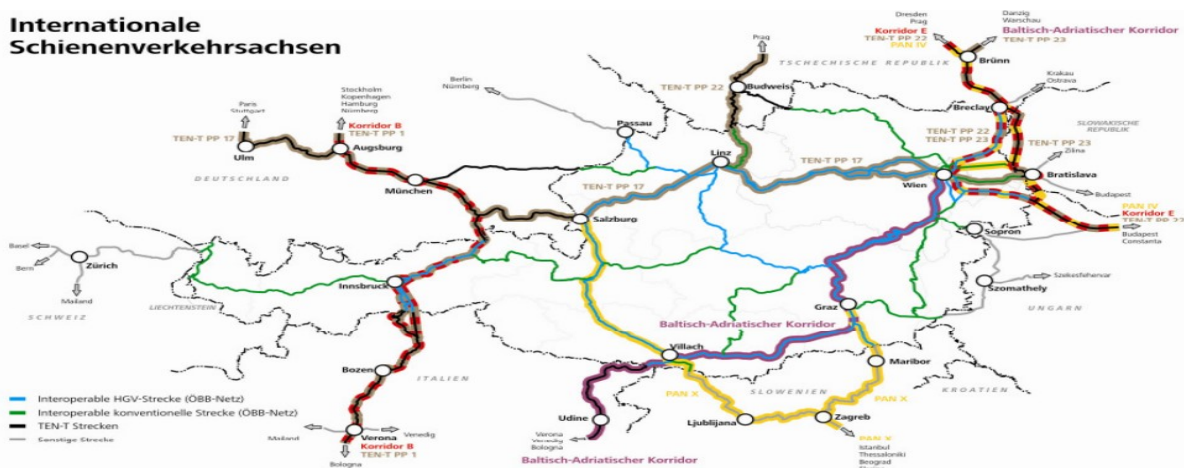 Internationale
Schienenverkehrsachsen
Dresden
Prag
Korridor E
TEN-T PP 22
PAN IV
Danzig
Warschau
Baltisch-Adriatischer Korridor
TEN-T PP 23
Brünn
Prag
TSCHECHISCHE REPUBLIK
Krakau
Ostrava
Berlin
Nürnberg
TEN-T PP 22
Budweis
Breclav
SLOWAKISCHE
REPUBLIK
Paris
Stuttgart
Stockholm
Kopenhagen
Hamburg
Nürnberg
Korridor B
TEN-T PP 1
Passau
TEN-T PP 22
TEN-T PP 23
TEN-T PP 17
Ulm
Augsburg
Linz
TEN-T PP 17
TEN-T PP 23
Zilina
DEUTSCHLAND
München
Wien
Bratislava
Budapest
TEN-T PP 17
Salzburg
PAN IV
Korridor E
TEN-T PP 22
Budapest
Constanta
Sopron
Basel
Zürich
Bern
Mailand
Innsbruck
Szekesfehervar
Szomathely
LIECHTENSTEIN
SCHWEIZ
Graz
UNGARN
Baltisch-Adriatischer Korridor
Villach
Maribor
Bozen
ITALIEN
SLOWENIEN
KROATIEN
PAN X
PAN X
Interoperable HGV-Strecke (ÖBB-Netz)
Interoperable konventionelle Strecke (ÖBB-Netz)
TEN-T Strecken
Sonstige Strecke
Udine
Ljublijana
Zagreb
Mailand
Verona
Venedig
Korridor B
TEN-T PP 1
Bologna
Verona
Venedig
Bologna
Baltisch-Adriatischer Korridor
Istanbul
Thessaloniki
Beograd